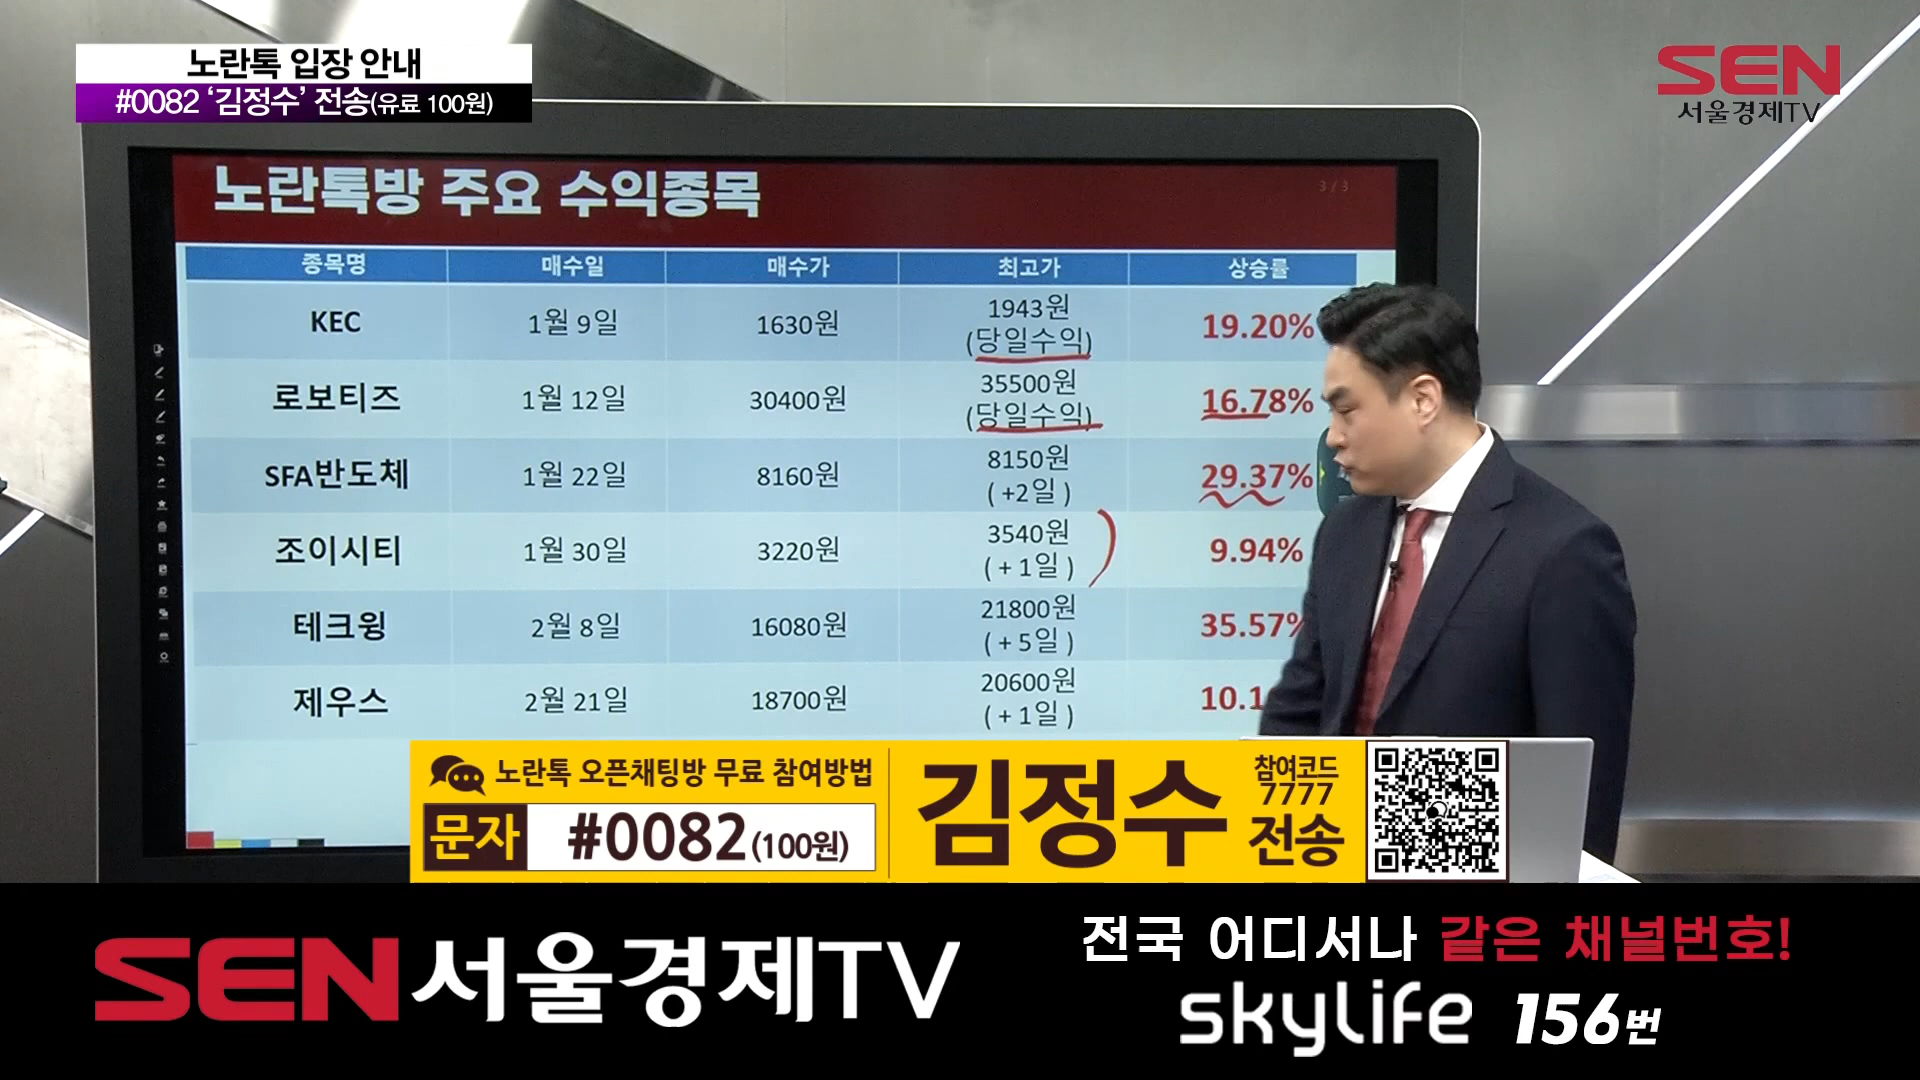 노란톡 입장 안내
#0082 ‘김정수’ 전송(유료 100원)
SEN
서울경제TV
노란톡방 주요 수익종목
3 / 3
종목명 매수일 매수가 최고가 상승률
KEC 1월 9일 1630원 1943원 (당일수익) 19.20%
로보티즈 1월 12일 30400원 35500원 (당일수익) 16.78%
SFA반도체 1월 22일 8160원 8150원 ( +2일 ) 29.37%
조이시티 1월 30일 3220원 3540원 ( + 1일 ) 9.94%
테크윙 2월 8일 16080원 21800원 ( + 5일 ) 35.57%
제우스 2월 21일 18700원 20600원 ( + 1일 )
노란톡 오픈채팅방 무료 참여방법
문자 #0082(100원)
김정수
참여코드
7777
전송
SEN서울경제TV
전국 어디서나 같은 채널번호!
skylife 156번